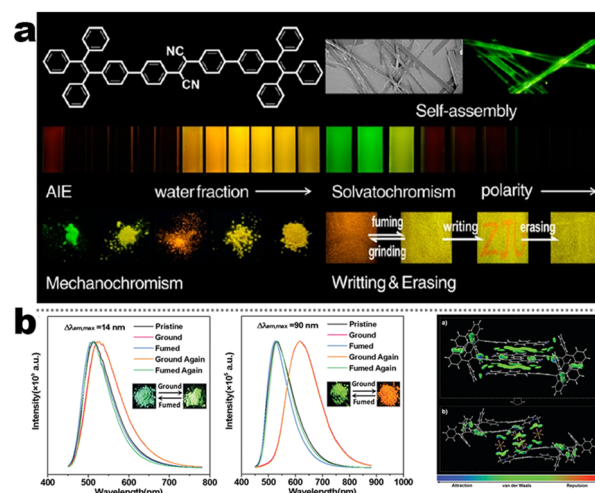 a
NC
CN
Self-assembly
AIE water fraction
Solvatochromism polarity
fuming
grinding
writing
erasing
Mechanochromism
Writting & Erasing
b
Δλem,max =14 nm
Pristine
Ground
Fumed
Ground Again
Fumed Again
Ground
Fumed
Intensity(×10⁵ a.u.)
400 500 600 700 800
Wavelength(nm)
Δλem,max =90 nm
Pristine
Ground
Fumed
Ground Again
Fumed Again
Ground
Fumed
Intensity(×10⁵ a.u.)
400 500 600 700 800 900 1000
Wavelength(nm)
a)
b)
Attraction van der Waals Repulsion